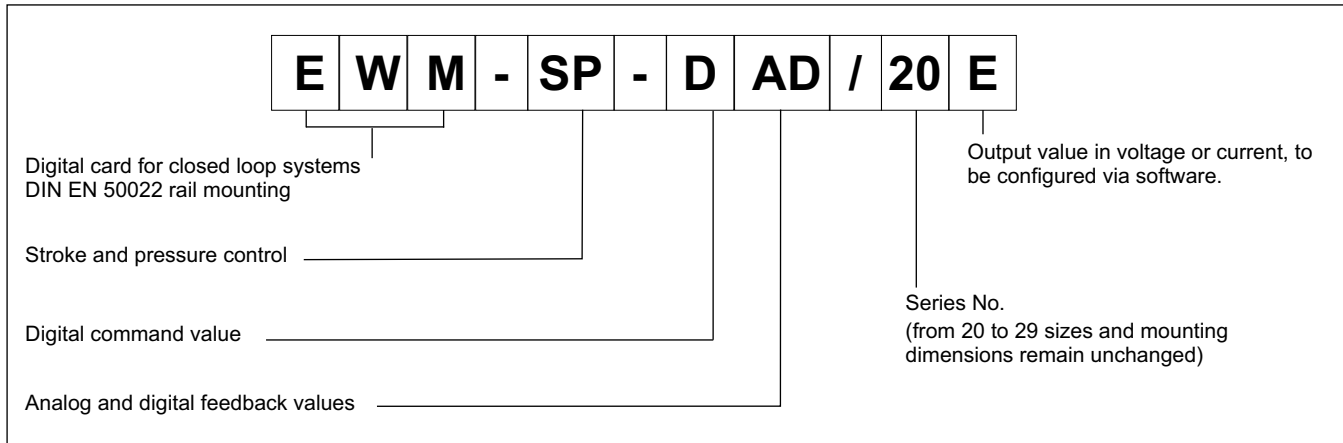 E W M - SP - D AD / 20 E
Digital card for closed loop systems
DIN EN 50022 rail mounting
Output value in voltage or current, to
be configured via software.
Stroke and pressure control
Series No.
(from 20 to 29 sizes and mounting
dimensions remain unchanged)
Digital command value
Analog and digital feedback values